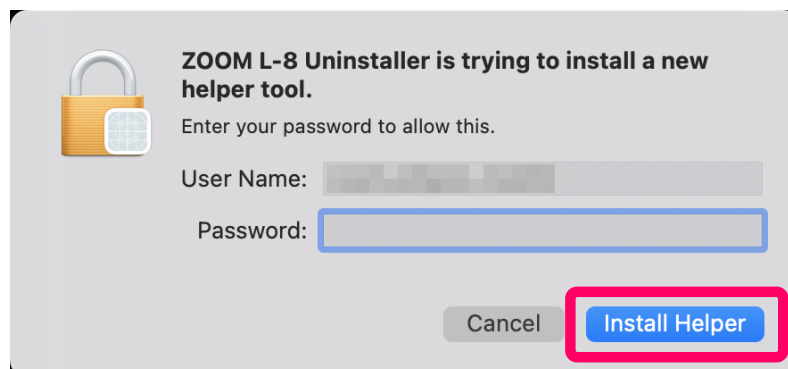 ZOOM L-8 Uninstaller is trying to install a new
helper tool.
Enter your password to allow this.
User Name:
Password:
Cancel
Install Helper